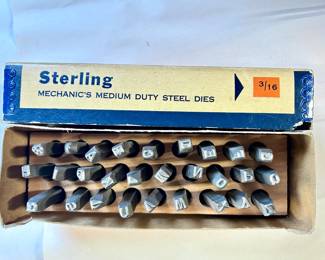 Sterling
MECHANIC'S MEDIUM DUTY STEEL DIES
3/16